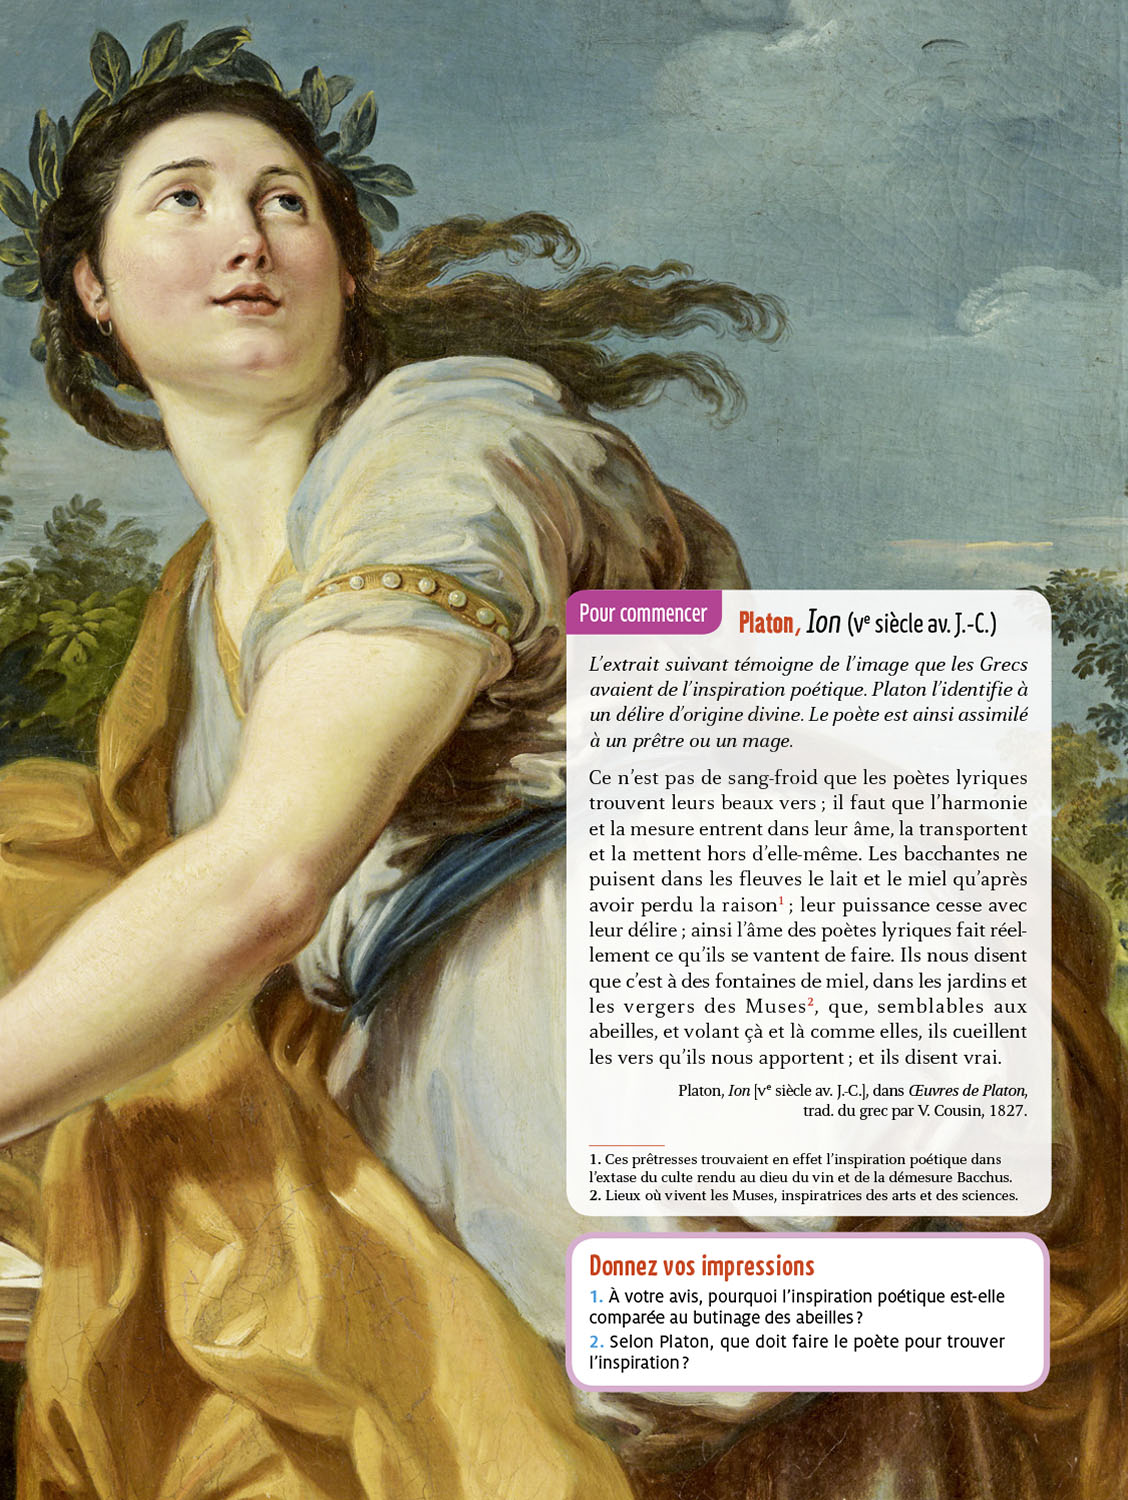 Pour commencer
Platon, Ion (Ve siècle av. J.-C.)
L’extrait suivant témoigne de l’image que les Grecs
avaient de l’inspiration poétique. Platon l’identifie à
un délire d’origine divine. Le poète est ainsi assimilé
à un prêtre ou un mage.
Ce n’est pas de sang-froid que les poètes lyriques
trouvent leurs beaux vers ; il faut que l’harmonie
et la mesure entrent dans leur âme, la transportent
et la mettent hors d’elle-même. Les bacchantes ne
puisent dans les fleuves le lait et le miel qu’après
avoir perdu la raison1 ; leur puissance cesse avec
leur délire ; ainsi l’âme des poètes lyriques fait réel-
lement ce qu’ils se vantent de faire. Ils nous disent
que c’est à des fontaines de miel, dans les jardins et
les vergers des Muses2, que, semblables aux
abeilles, et volant çà et là comme elles, ils cueillent
les vers qu’ils nous apportent ; et ils disent vrai.
Platon, Ion [Ve siècle av. J.-C.], dans Œuvres de Platon,
trad. du grec par V. Cousin, 1827.
1. Ces prêtresses trouvaient en effet l’inspiration poétique dans
l’extase du culte rendu au dieu du vin et de la démesure Bacchus.
2. Lieux où vivent les Muses, inspiratrices des arts et des sciences.
Donnez vos impressions
1. À votre avis, pourquoi l’inspiration poétique est-elle
comparée au butinage des abeilles ?
2. Selon Platon, que doit faire le poète pour trouver
l’inspiration ?